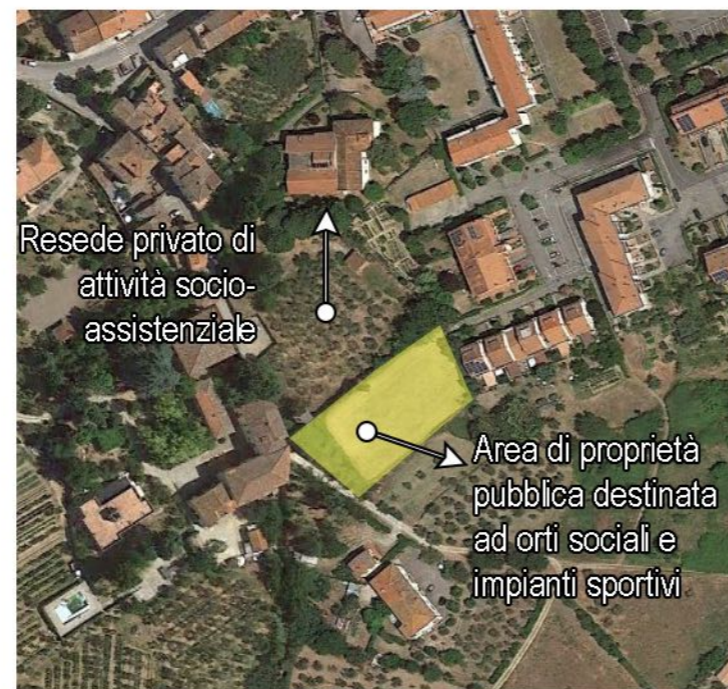 Resede privato di
attività socio-
assistenziale
Area di proprietà
pubblica destinata
ad orti sociali e
impianti sportivi